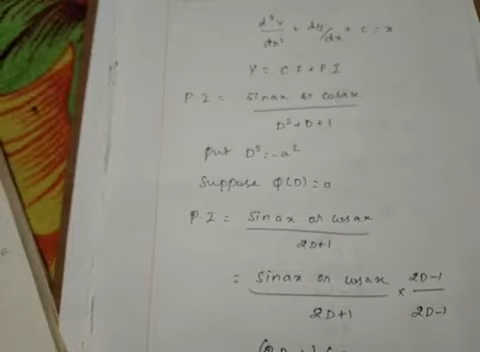 d²y/dx² + dy/dx + c = x
Y = C F + P I
P. I = sinax or cosax / D² + D + 1
Put D² = -a²
Suppose φ(D) = 0
P. I = sinax or cosax / 2D+1
= sinax or cosax / 2D+1 × 2D-1 / 2D-1